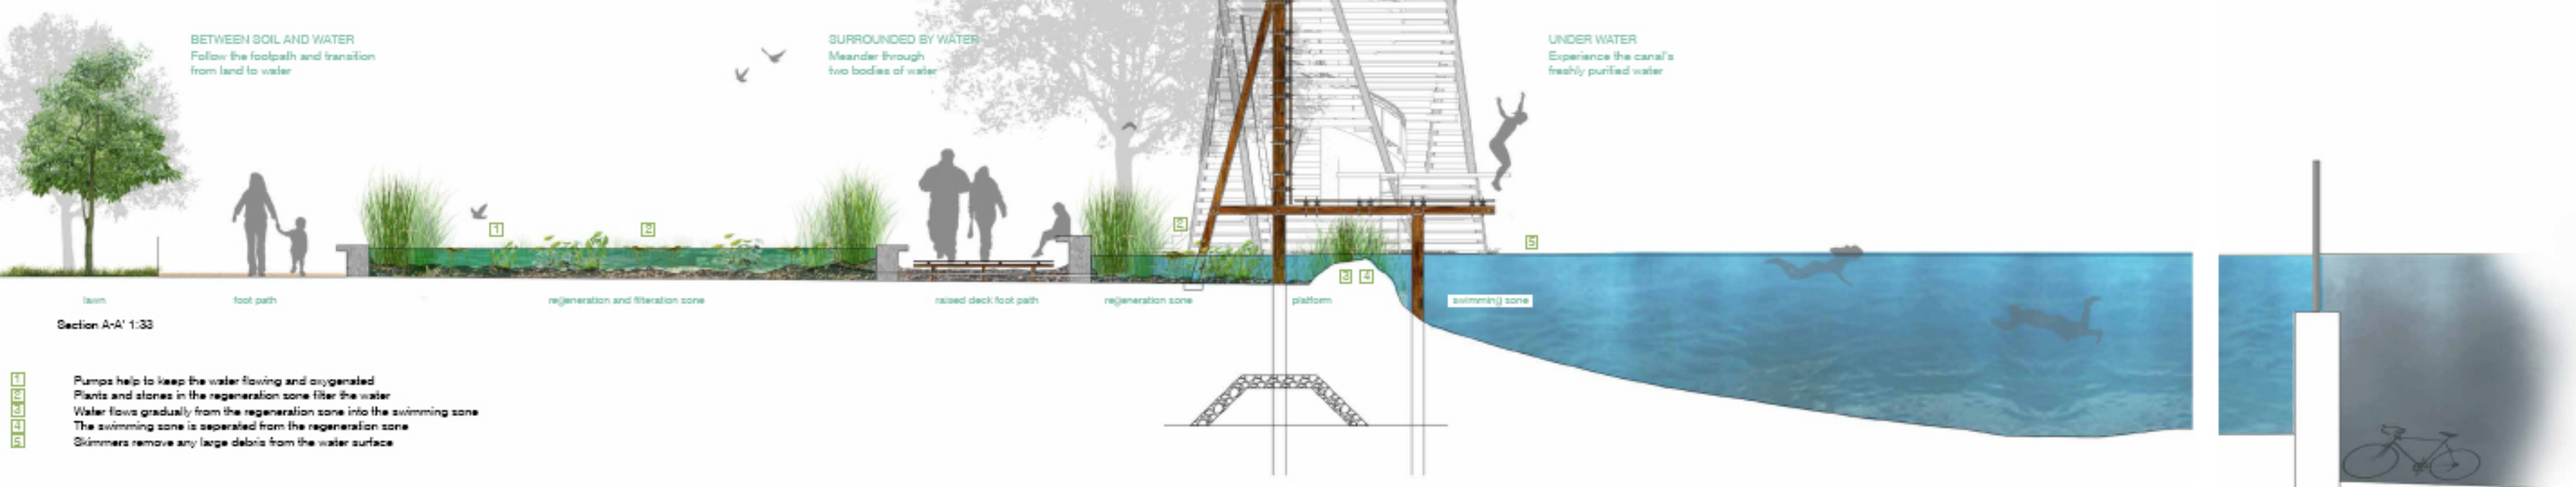 BETWEEN SOIL AND WATER
Follow the footpath and transition
from land to water
SURROUNDED BY WATER
Meander through
two bodies of water
UNDER WATER
Experience the canal's
freshly purified water
1
2
2
5
3
4
lawn
foot path
regeneration and filteration zone
raised deck foot path
regeneration zone
platform
swimming zone
Section A-A' 1:33
1 Pumps help to keep the water flowing and oxygenated
2 Plants and stones in the regeneration zone filter the water
3 Water flows gradually from the regeneration zone into the swimming zone
4 The swimming zone is seperated from the regeneration zone
5 Skimmers remove any large debris from the water surface